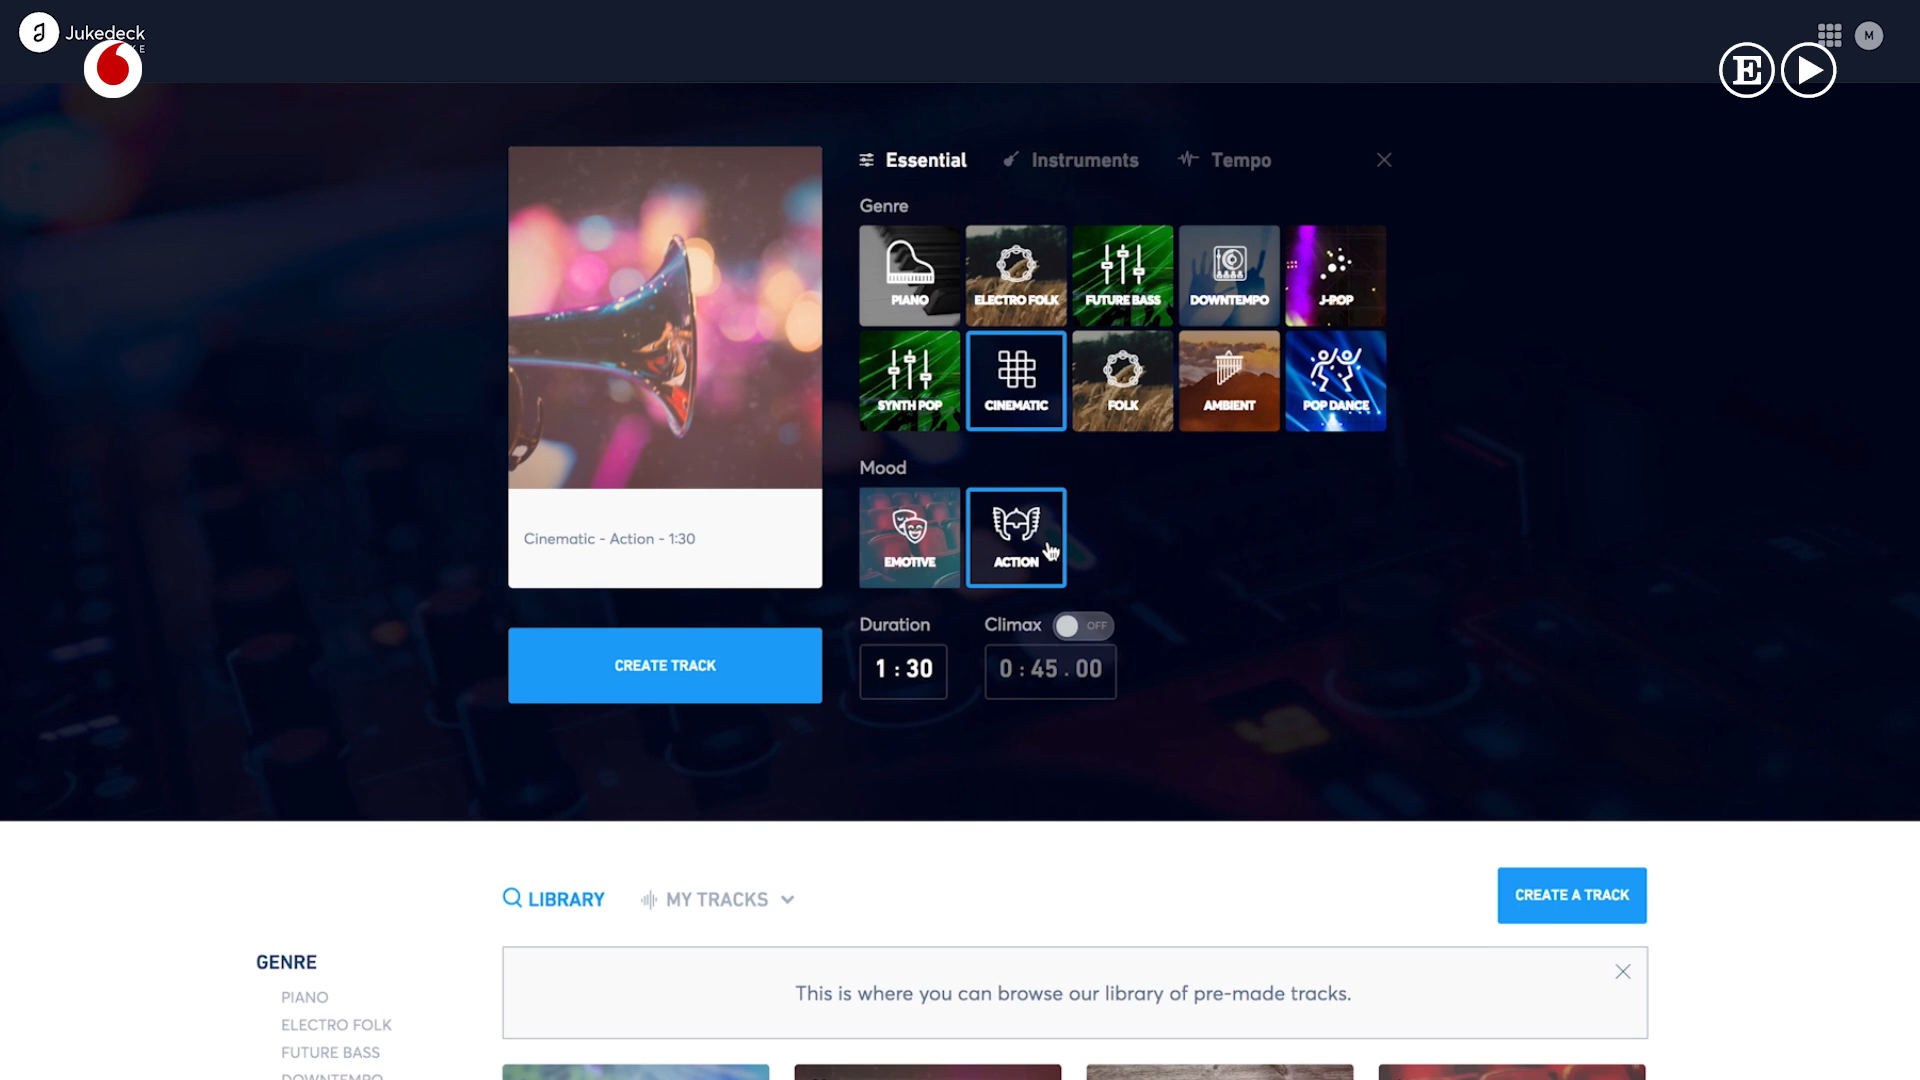 Jukedeck
M
E
Essential
Instruments
Tempo
Genre
PIANO
ELECTRO FOLK
FUTURE BASS
DOWNTEMPO
J-POP
SYNTH POP
CINEMATIC
FOLK
AMBIENT
POP DANCE
Mood
EMOTIVE
ACTION
Cinematic - Action - 1:30
Duration
Climax
OFF
1 : 30
0 : 45 . 00
CREATE TRACK
LIBRARY
MY TRACKS
CREATE A TRACK
GENRE
This is where you can browse our library of pre-made tracks.
PIANO
ELECTRO FOLK
FUTURE BASS
DOWNTEMPO